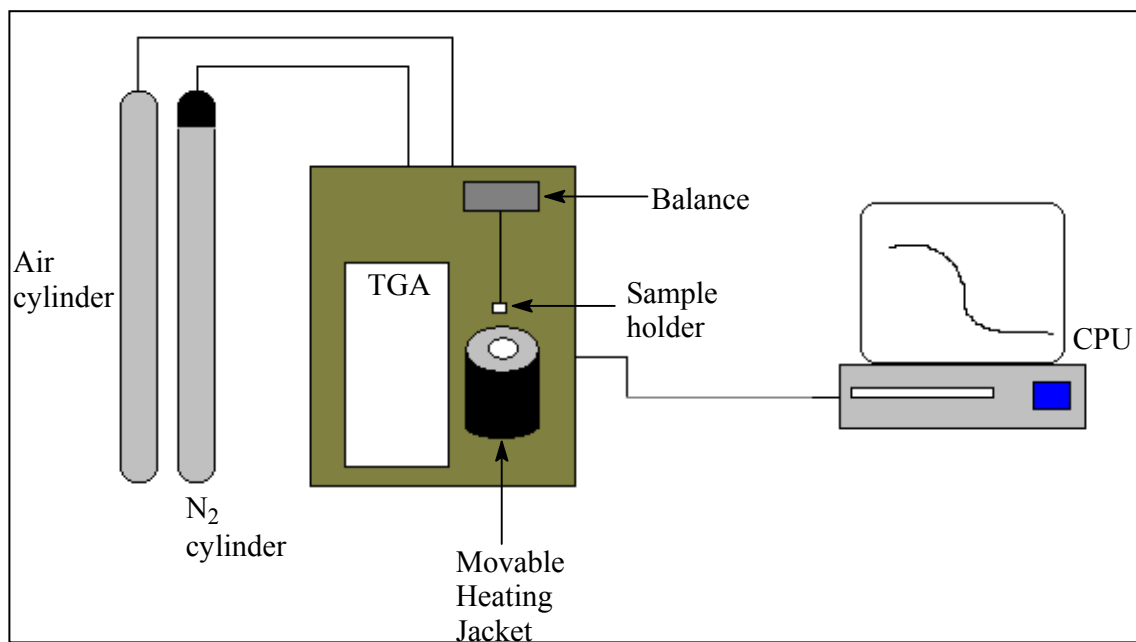 Air
cylinder
N₂
cylinder
TGA
Balance
Sample
holder
Movable
Heating
Jacket
CPU